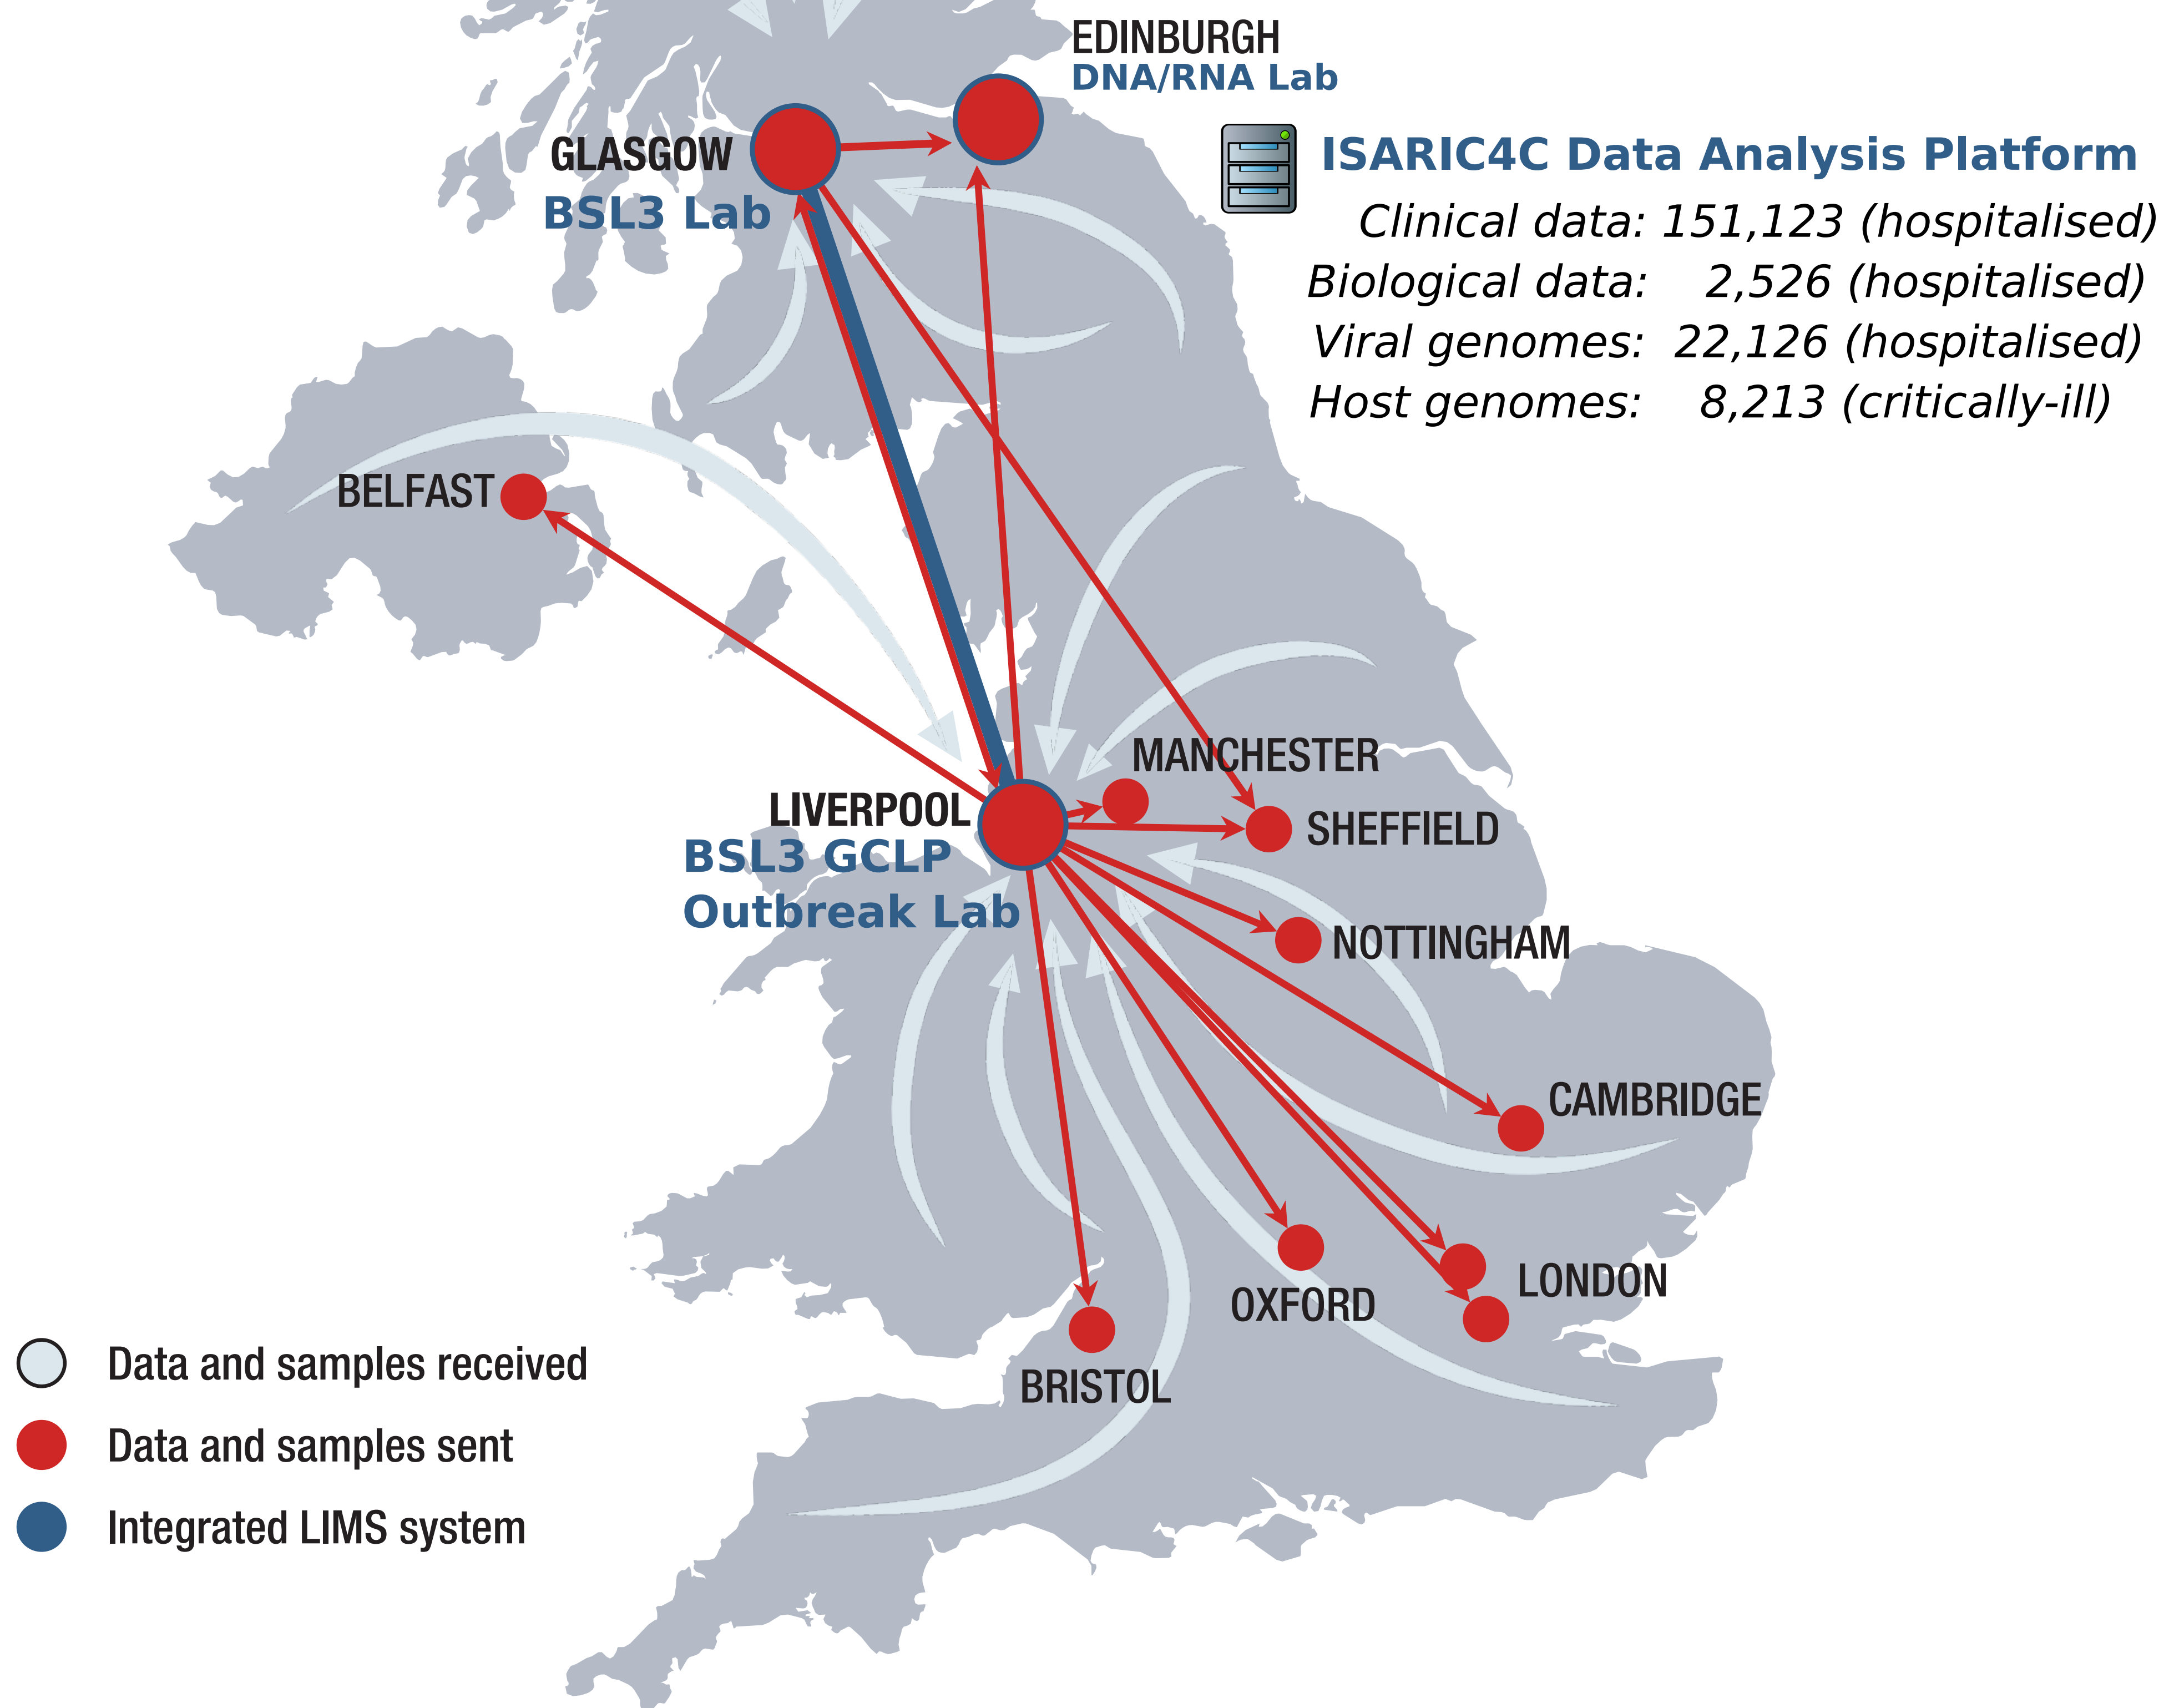 EDINBURGH
DNA/RNA Lab
GLASGOW
BSL3 Lab
ISARIC4C Data Analysis Platform
Clinical data: 151,123 (hospitalised)
Biological data: 2,526 (hospitalised)
Viral genomes: 22,126 (hospitalised)
Host genomes: 8,213 (critically-ill)
BELFAST
MANCHESTER
LIVERPOOL
BSL3 GCLP
Outbreak Lab
SHEFFIELD
NOTTINGHAM
CAMBRIDGE
LONDON
OXFORD
BRISTOL
Data and samples received
Data and samples sent
Integrated LIMS system